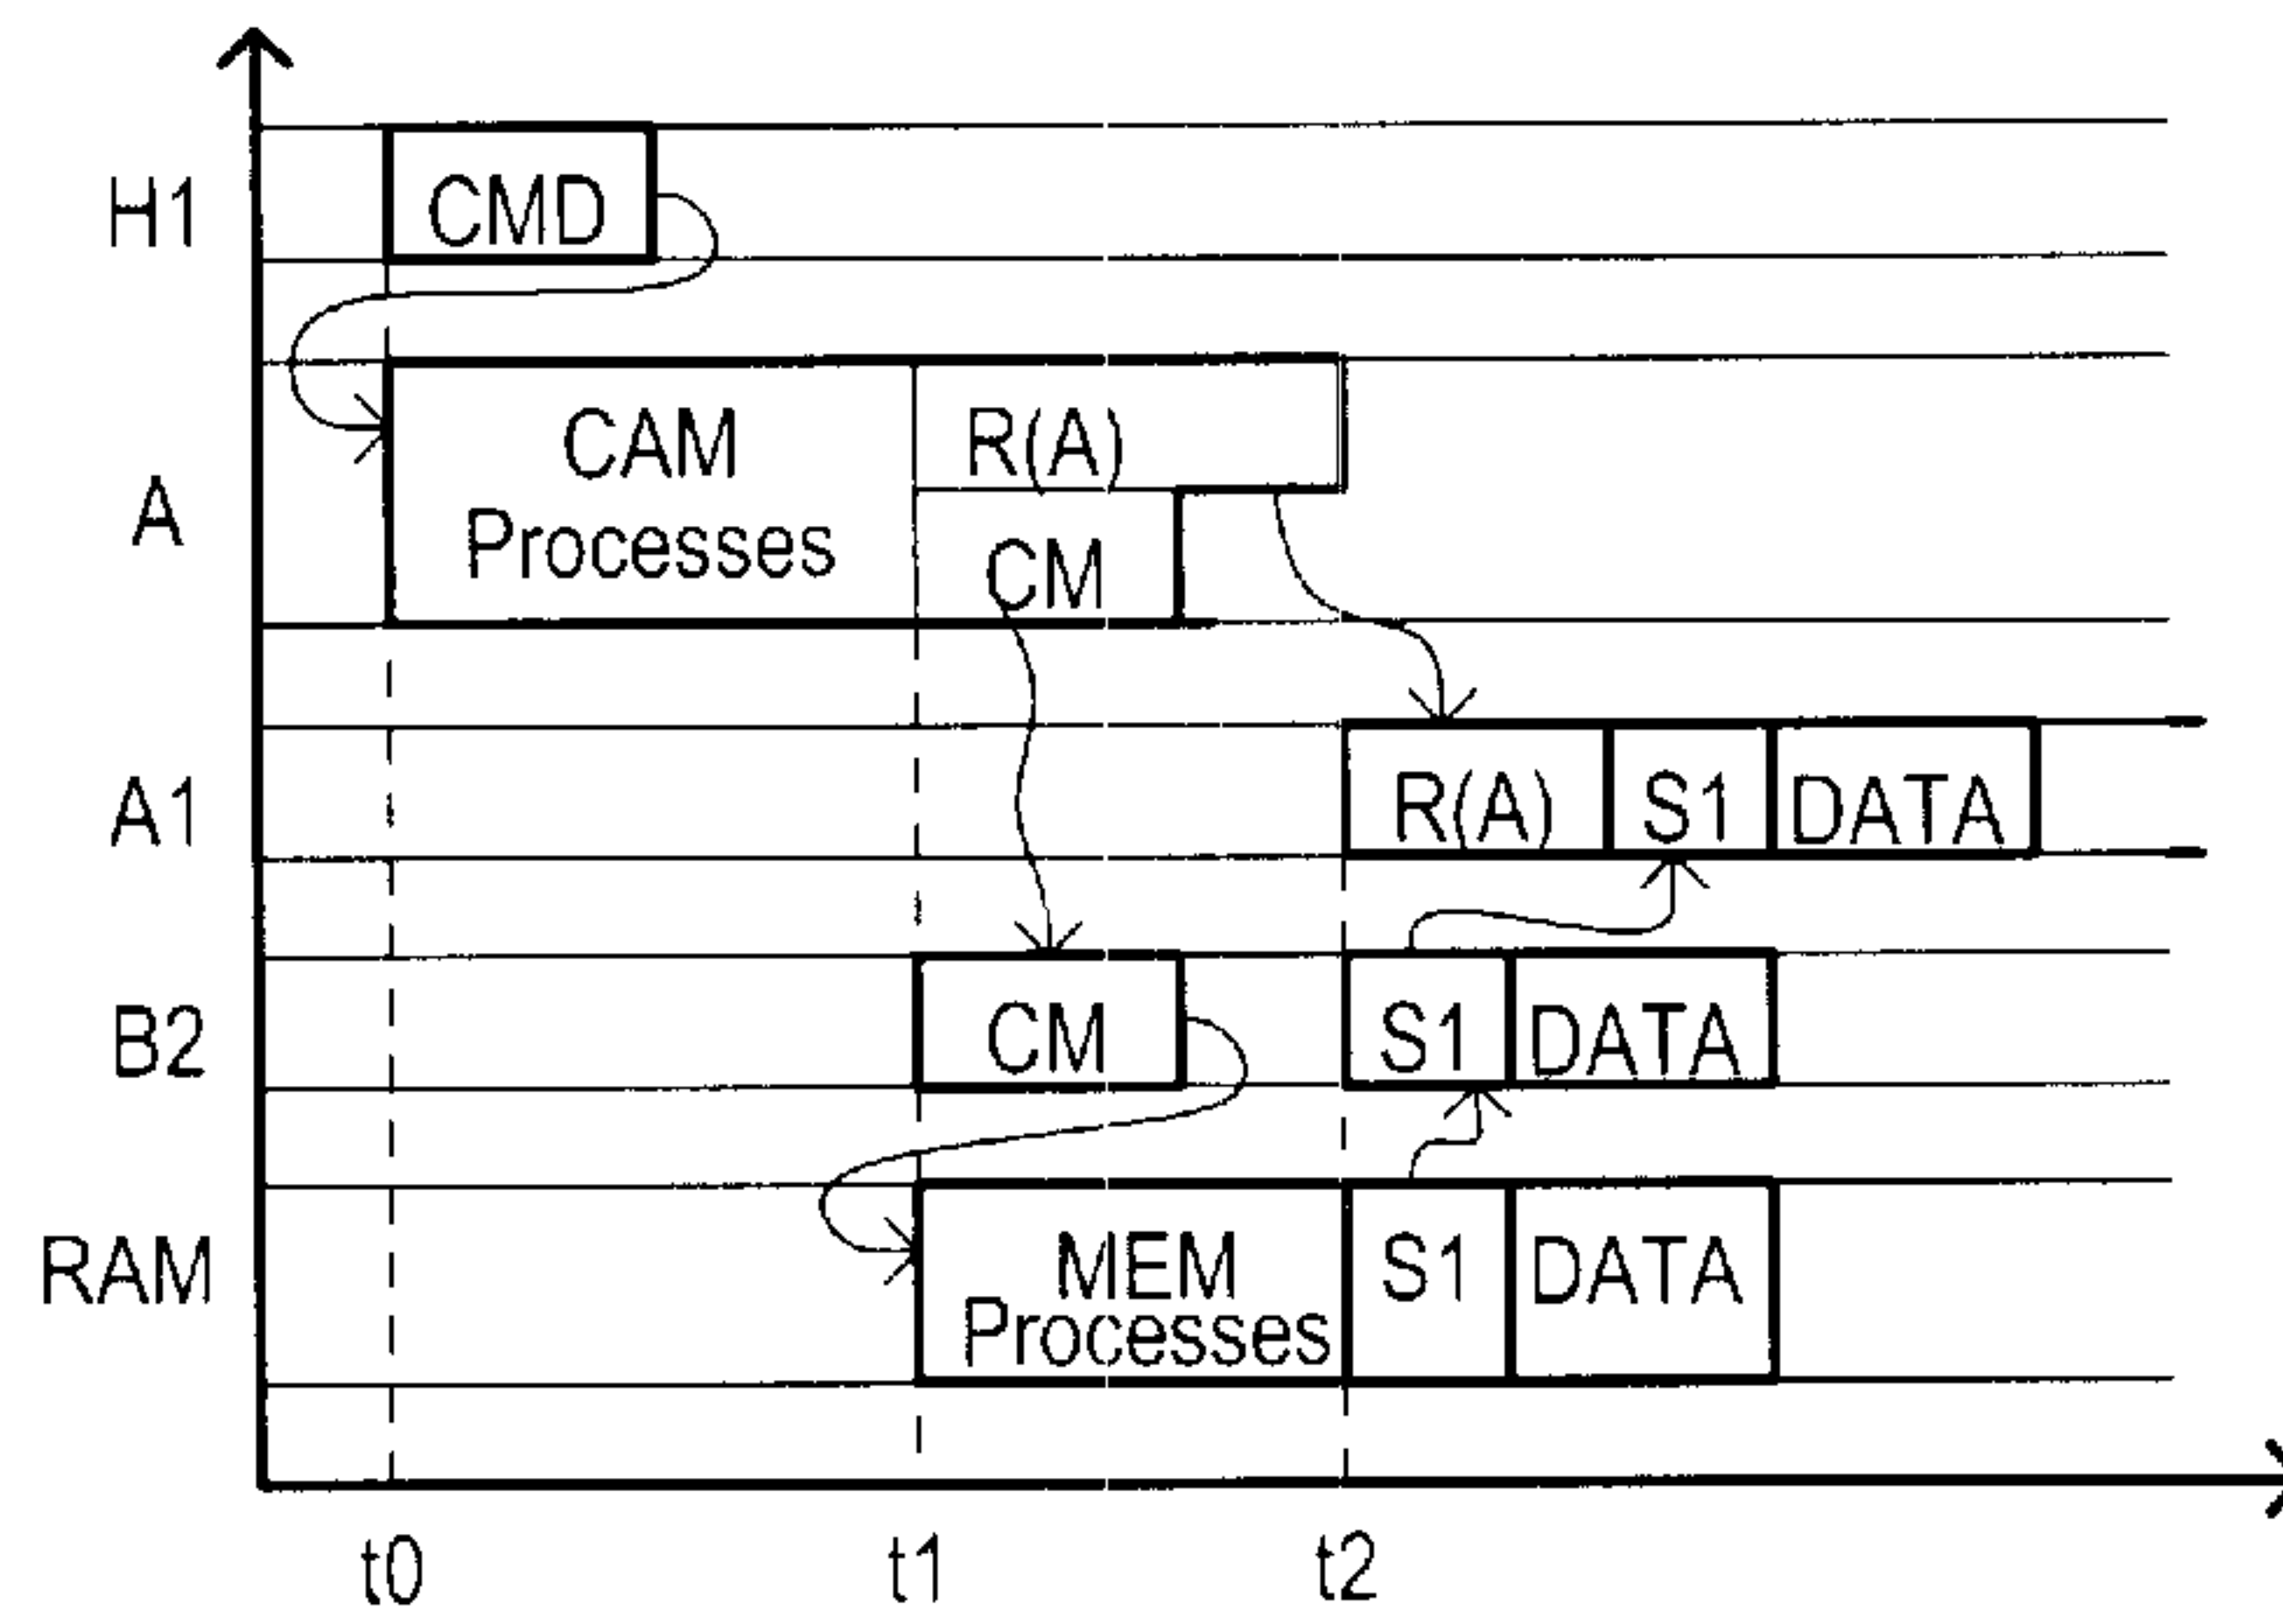 H1
CMD
A
CAM
Processes
R(A)
CM
A1
R(A)
S1
DATA
B2
CM
S1
DATA
RAM
MEM
Processes
S1
DATA
t0
t1
t2